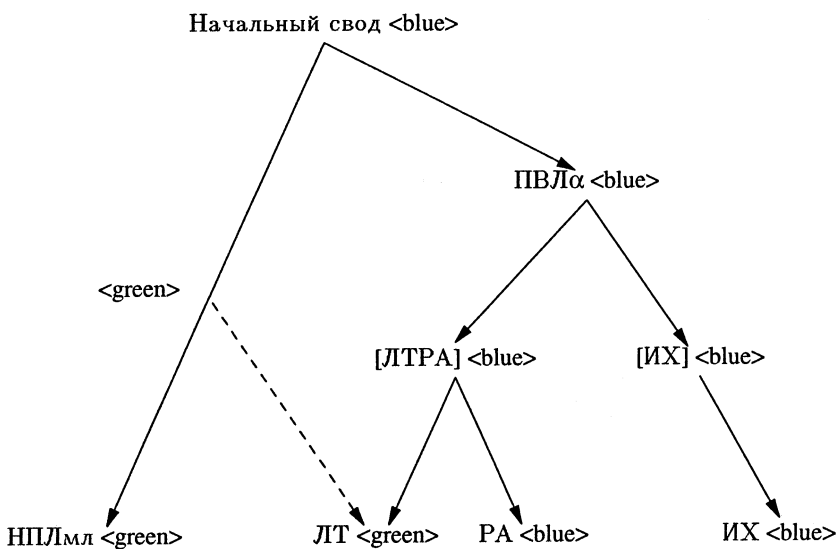 Начальный свод <blue>
ПВЛα <blue>
<green>
[ЛТРА] <blue> [ИХ] <blue>
НПЛмл <green> ЛТ <green> РА <blue> ИХ <blue>